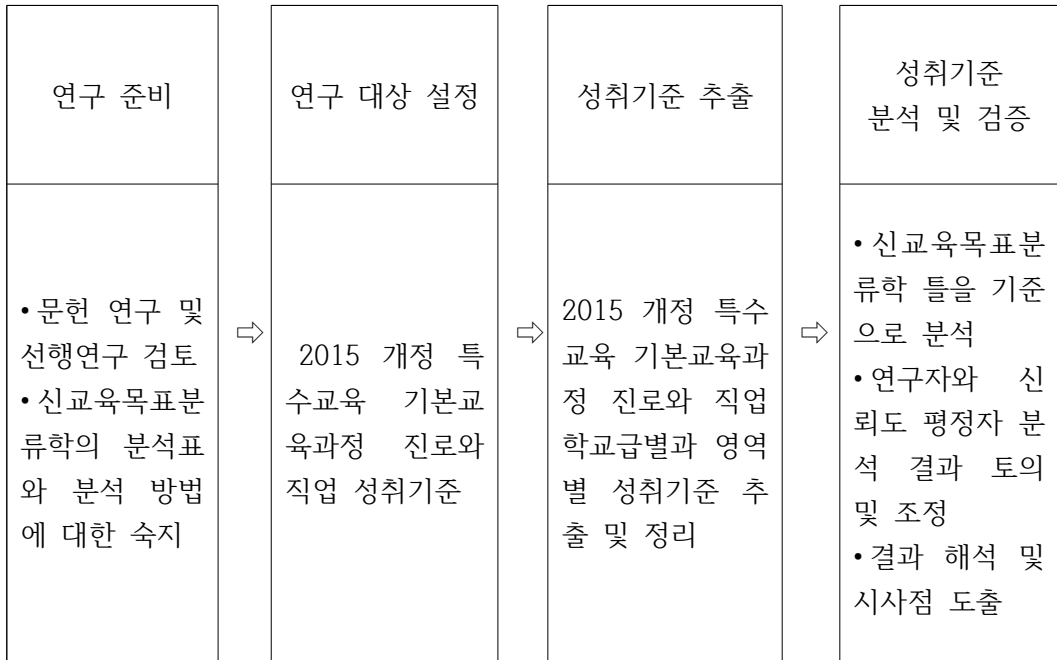 연구 준비
연구 대상 설정
성취기준 추출
성취기준
분석 및 검증
• 문헌 연구 및
선행연구 검토
• 신교육목표분
류학의 분석표
와 분석 방법
에 대한 숙지
⇨
2015 개정 특
수교육 기본교
육과정 진로와
직업 성취기준
⇨
2015 개정 특수
교육 기본교육과
정 진로와 직업
학교급별과 영역
별 성취기준 추
출 및 정리
⇨
• 신교육목표분
류학 틀을 기준
으로 분석
• 연구자와 신
뢰도 평정자 분
석 결과 토의
및 조정
• 결과 해석 및
시사점 도출